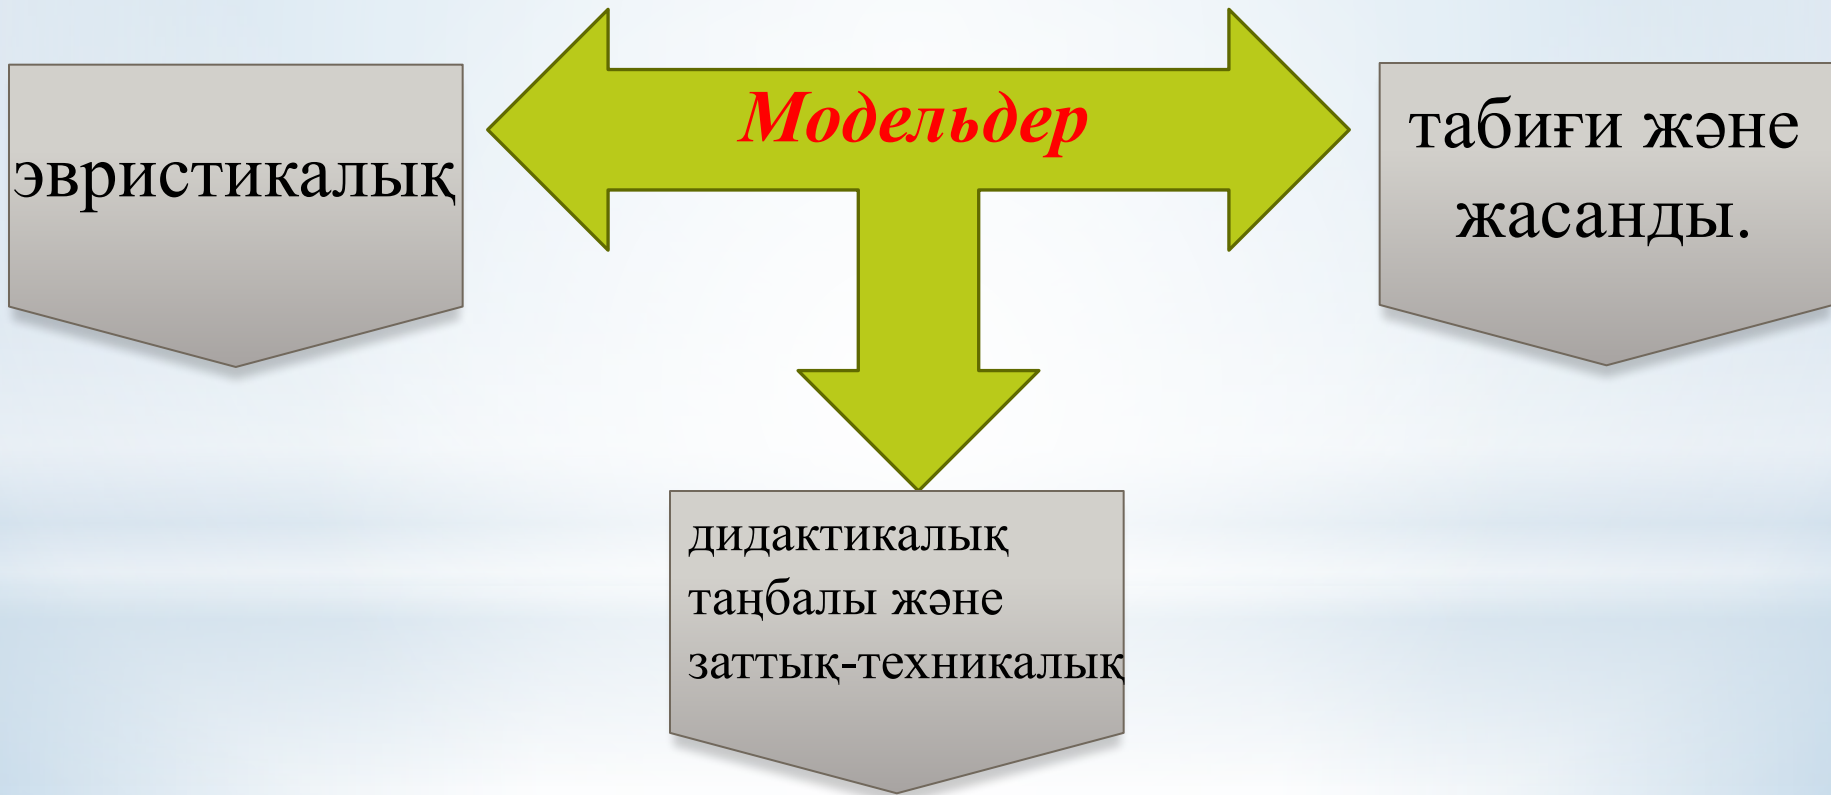 Модельдер
эвристикалық
табиғи және
жасанды.
дидактикалық
таңбалы және
заттық-техникалық